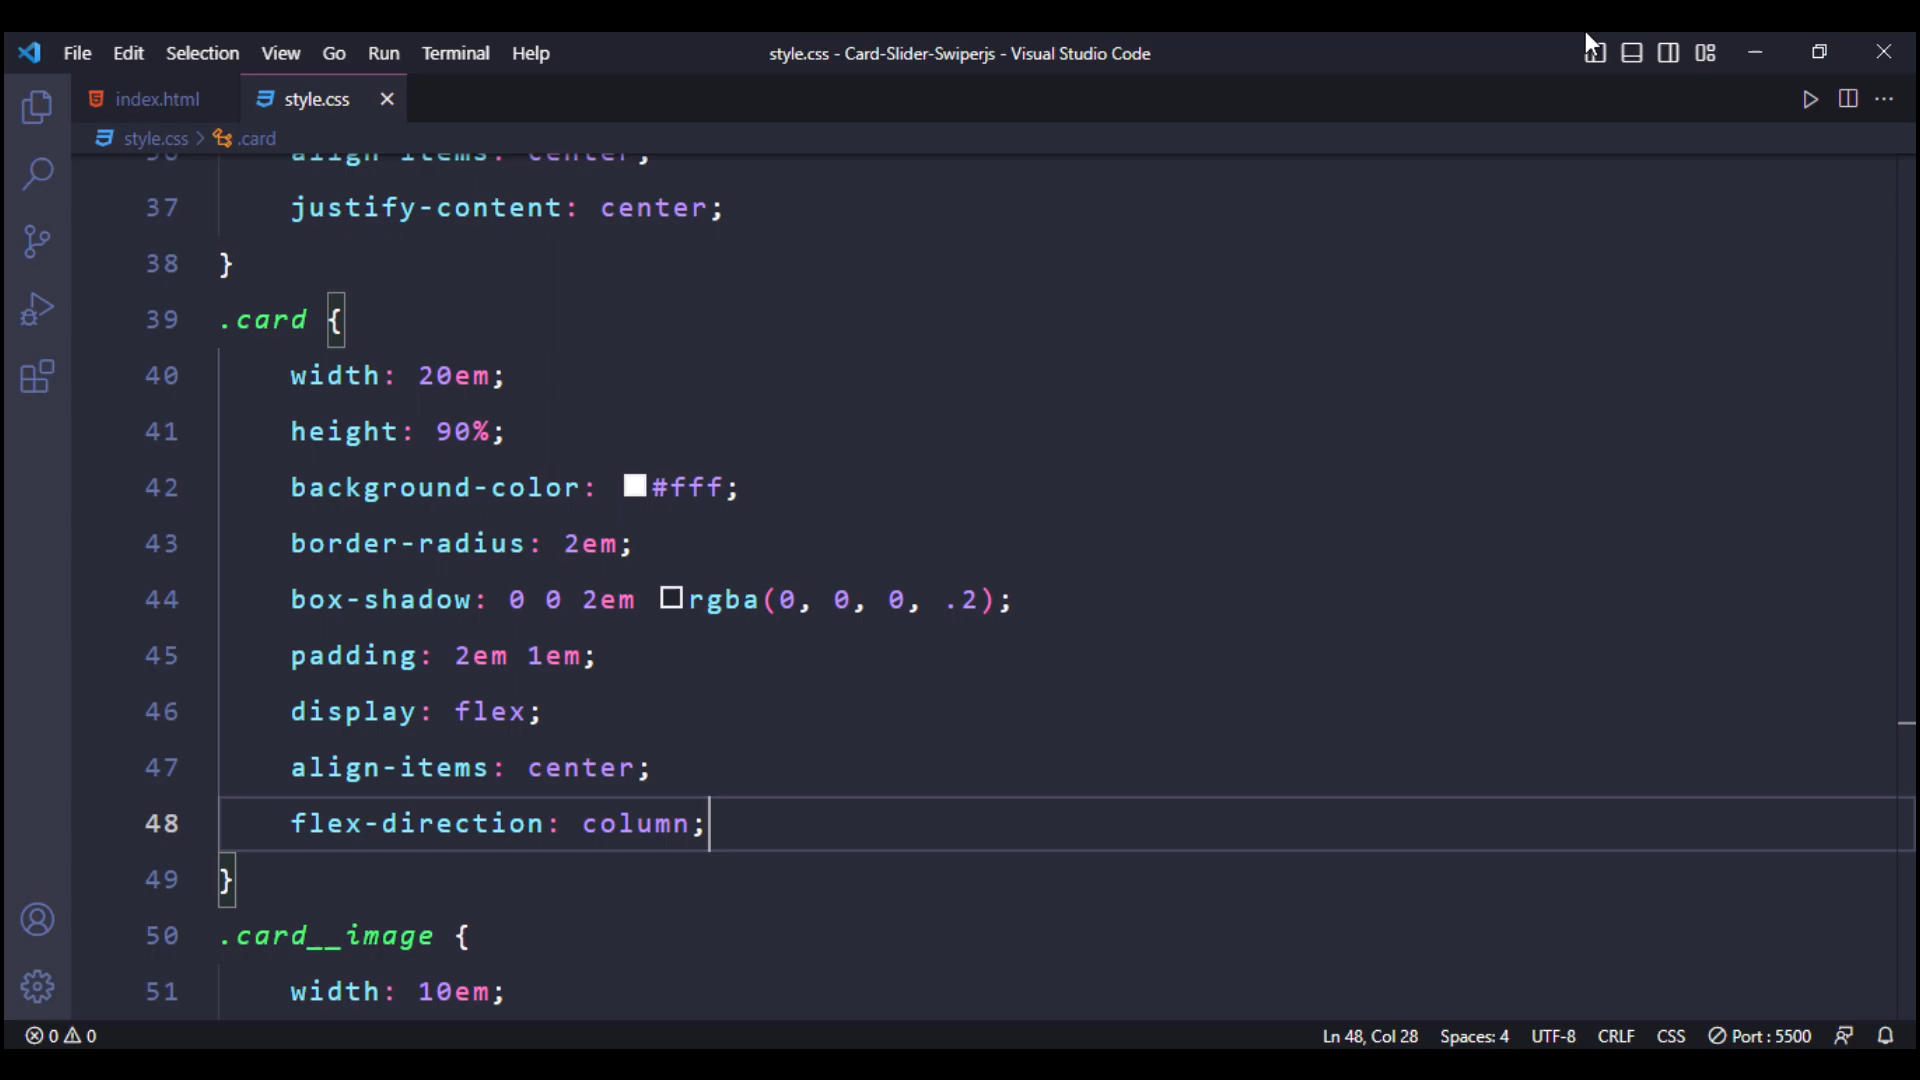 File Edit Selection View Go Run Terminal Help style.css - Card-Slider-Swiperjs - Visual Studio Code
index.html style.css
style.css > .card
36 align-items: center;
37 justify-content: center;
38 }
39 .card {
40 width: 20em;
41 height: 90%;
42 background-color: #fff;
43 border-radius: 2em;
44 box-shadow: 0 0 2em rgba(0, 0, 0, .2);
45 padding: 2em 1em;
46 display: flex;
47 align-items: center;
48 flex-direction: column;
49 }
50 .card__image {
51 width: 10em;
0 0 Ln 48, Col 28 Spaces: 4 UTF-8 CRLF CSS Port : 5500